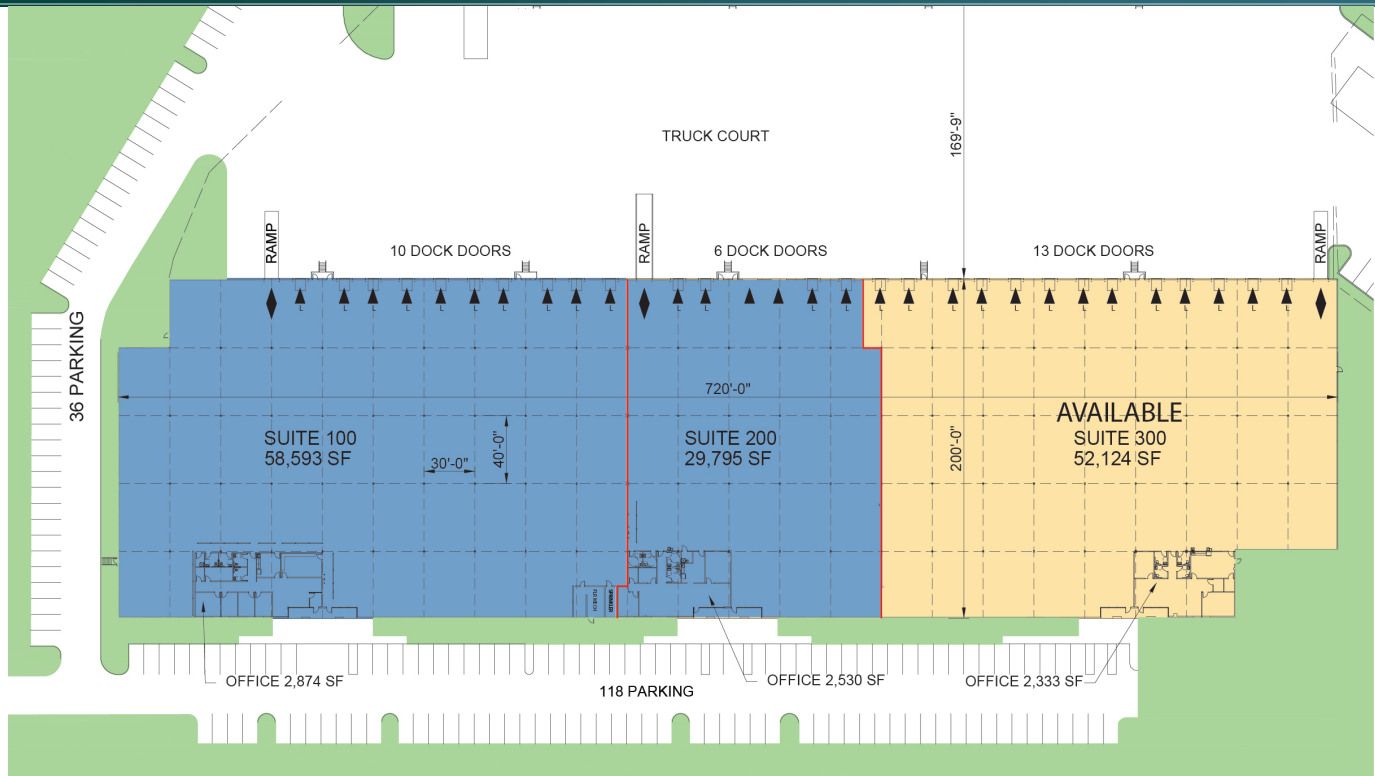 TRUCK COURT
169'-9"
RAMP
10 DOCK DOORS
RAMP
6 DOCK DOORS
13 DOCK DOORS
RAMP
L L L L L L L L L L
L L L L L
L L L L L L L L L L L L
36 PARKING
720'-0"
AVAILABLE
SUITE 100
58,593 SF
30'-0"
40'-0"
SUITE 200
29,795 SF
200'-0"
SUITE 300
52,124 SF
SPRINKLER
OFFICE 2,874 SF
118 PARKING
OFFICE 2,530 SF
OFFICE 2,333 SF